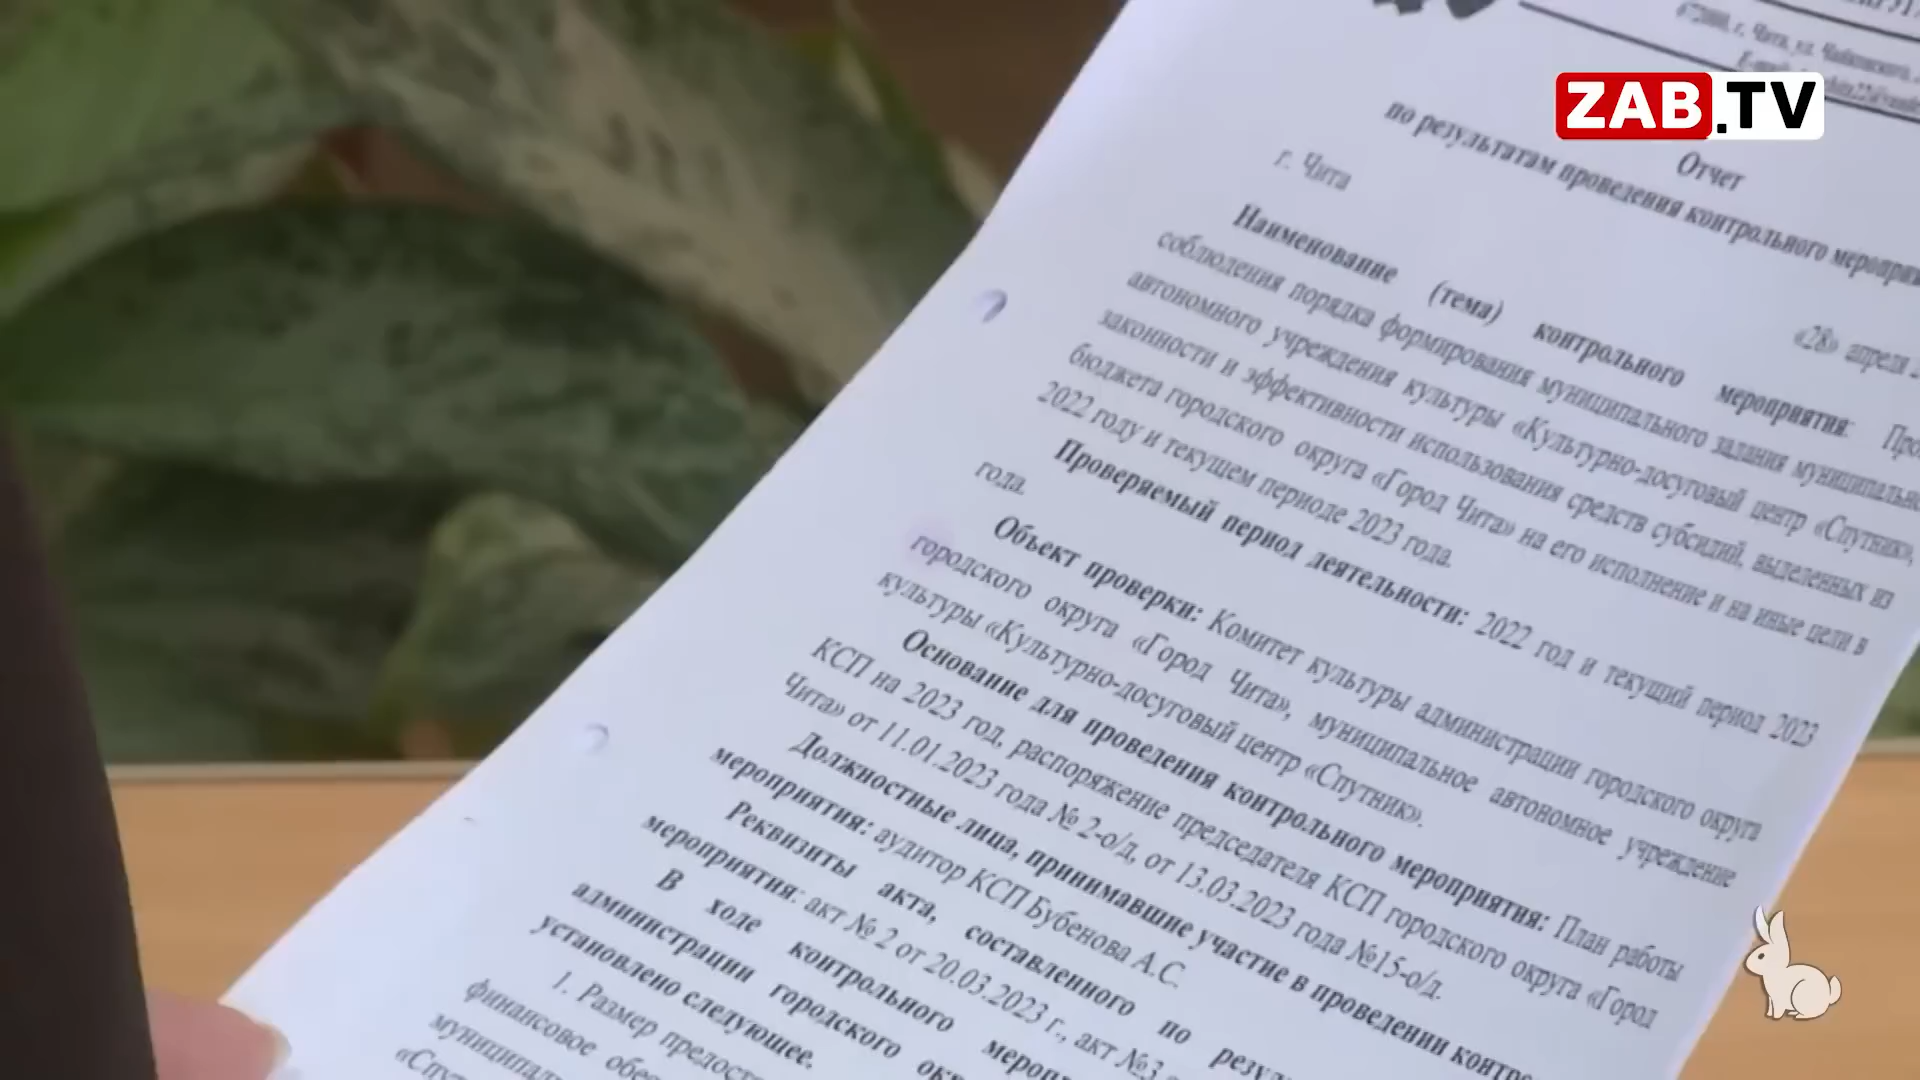 ZAB.TV
672000, г. Чита, ул. Чайковского,
Отчет
по результатам проведения контрольного
г. Чита
«28» апреля
Наименование (тема) контрольного мероприятия:
соблюдения порядка формирования муниципального задания
автономного учреждения культуры «Культурно-досуговый центр «Спутник»,
законности и эффективности использования средств субсидий, выделенных из
бюджета городского округа «Город Чита» на его исполнение и на иные цели в
2022 году и текущем периоде 2023 года.
Проверяемый период деятельности: 2022 год и текущий период 2023
года.
Объект проверки: Комитет культуры администрации городского округа
городского округа «Город Чита», муниципальное автономное учреждение
культуры «Культурно-досуговый центр «Спутник».
Основание для проведения контрольного мероприятия: План работы
КСП на 2023 год, распоряжение председателя КСП городского округа «Город
Чита» от 11.01.2023 года № 2-о/д, от 13.03.2023 года №15-о/д.
Должностные лица, принимавшие участие в проведении
мероприятия: аудитор КСП Бубенова А.С.
Реквизиты акта, составленного по
мероприятия: акт № 2 от 20.03.2023 г., акт №3
В ходе контрольного
администрации городского
установлено следующее.
1. Размер
финансовое